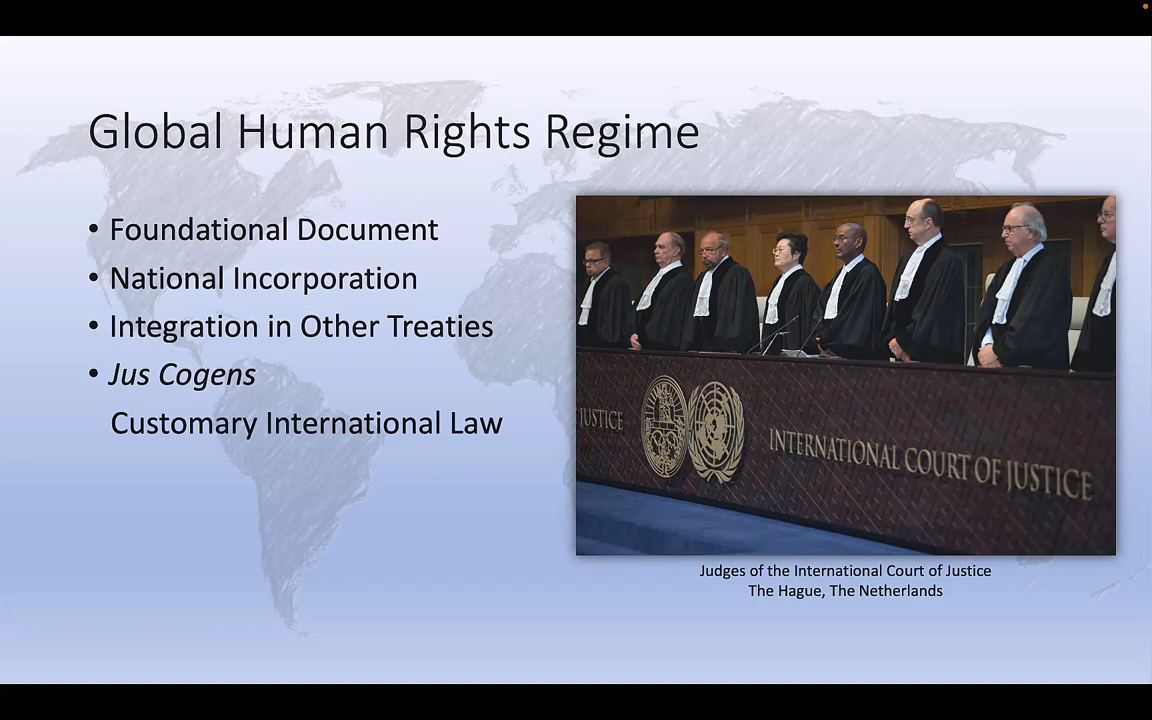 Global Human Rights Regime
• Foundational Document
• National Incorporation
• Integration in Other Treaties
• Jus Cogens
Customary International Law
JUSTICE
INTERNATIONAL COURT OF JUSTICE
Judges of the International Court of Justice
The Hague, The Netherlands